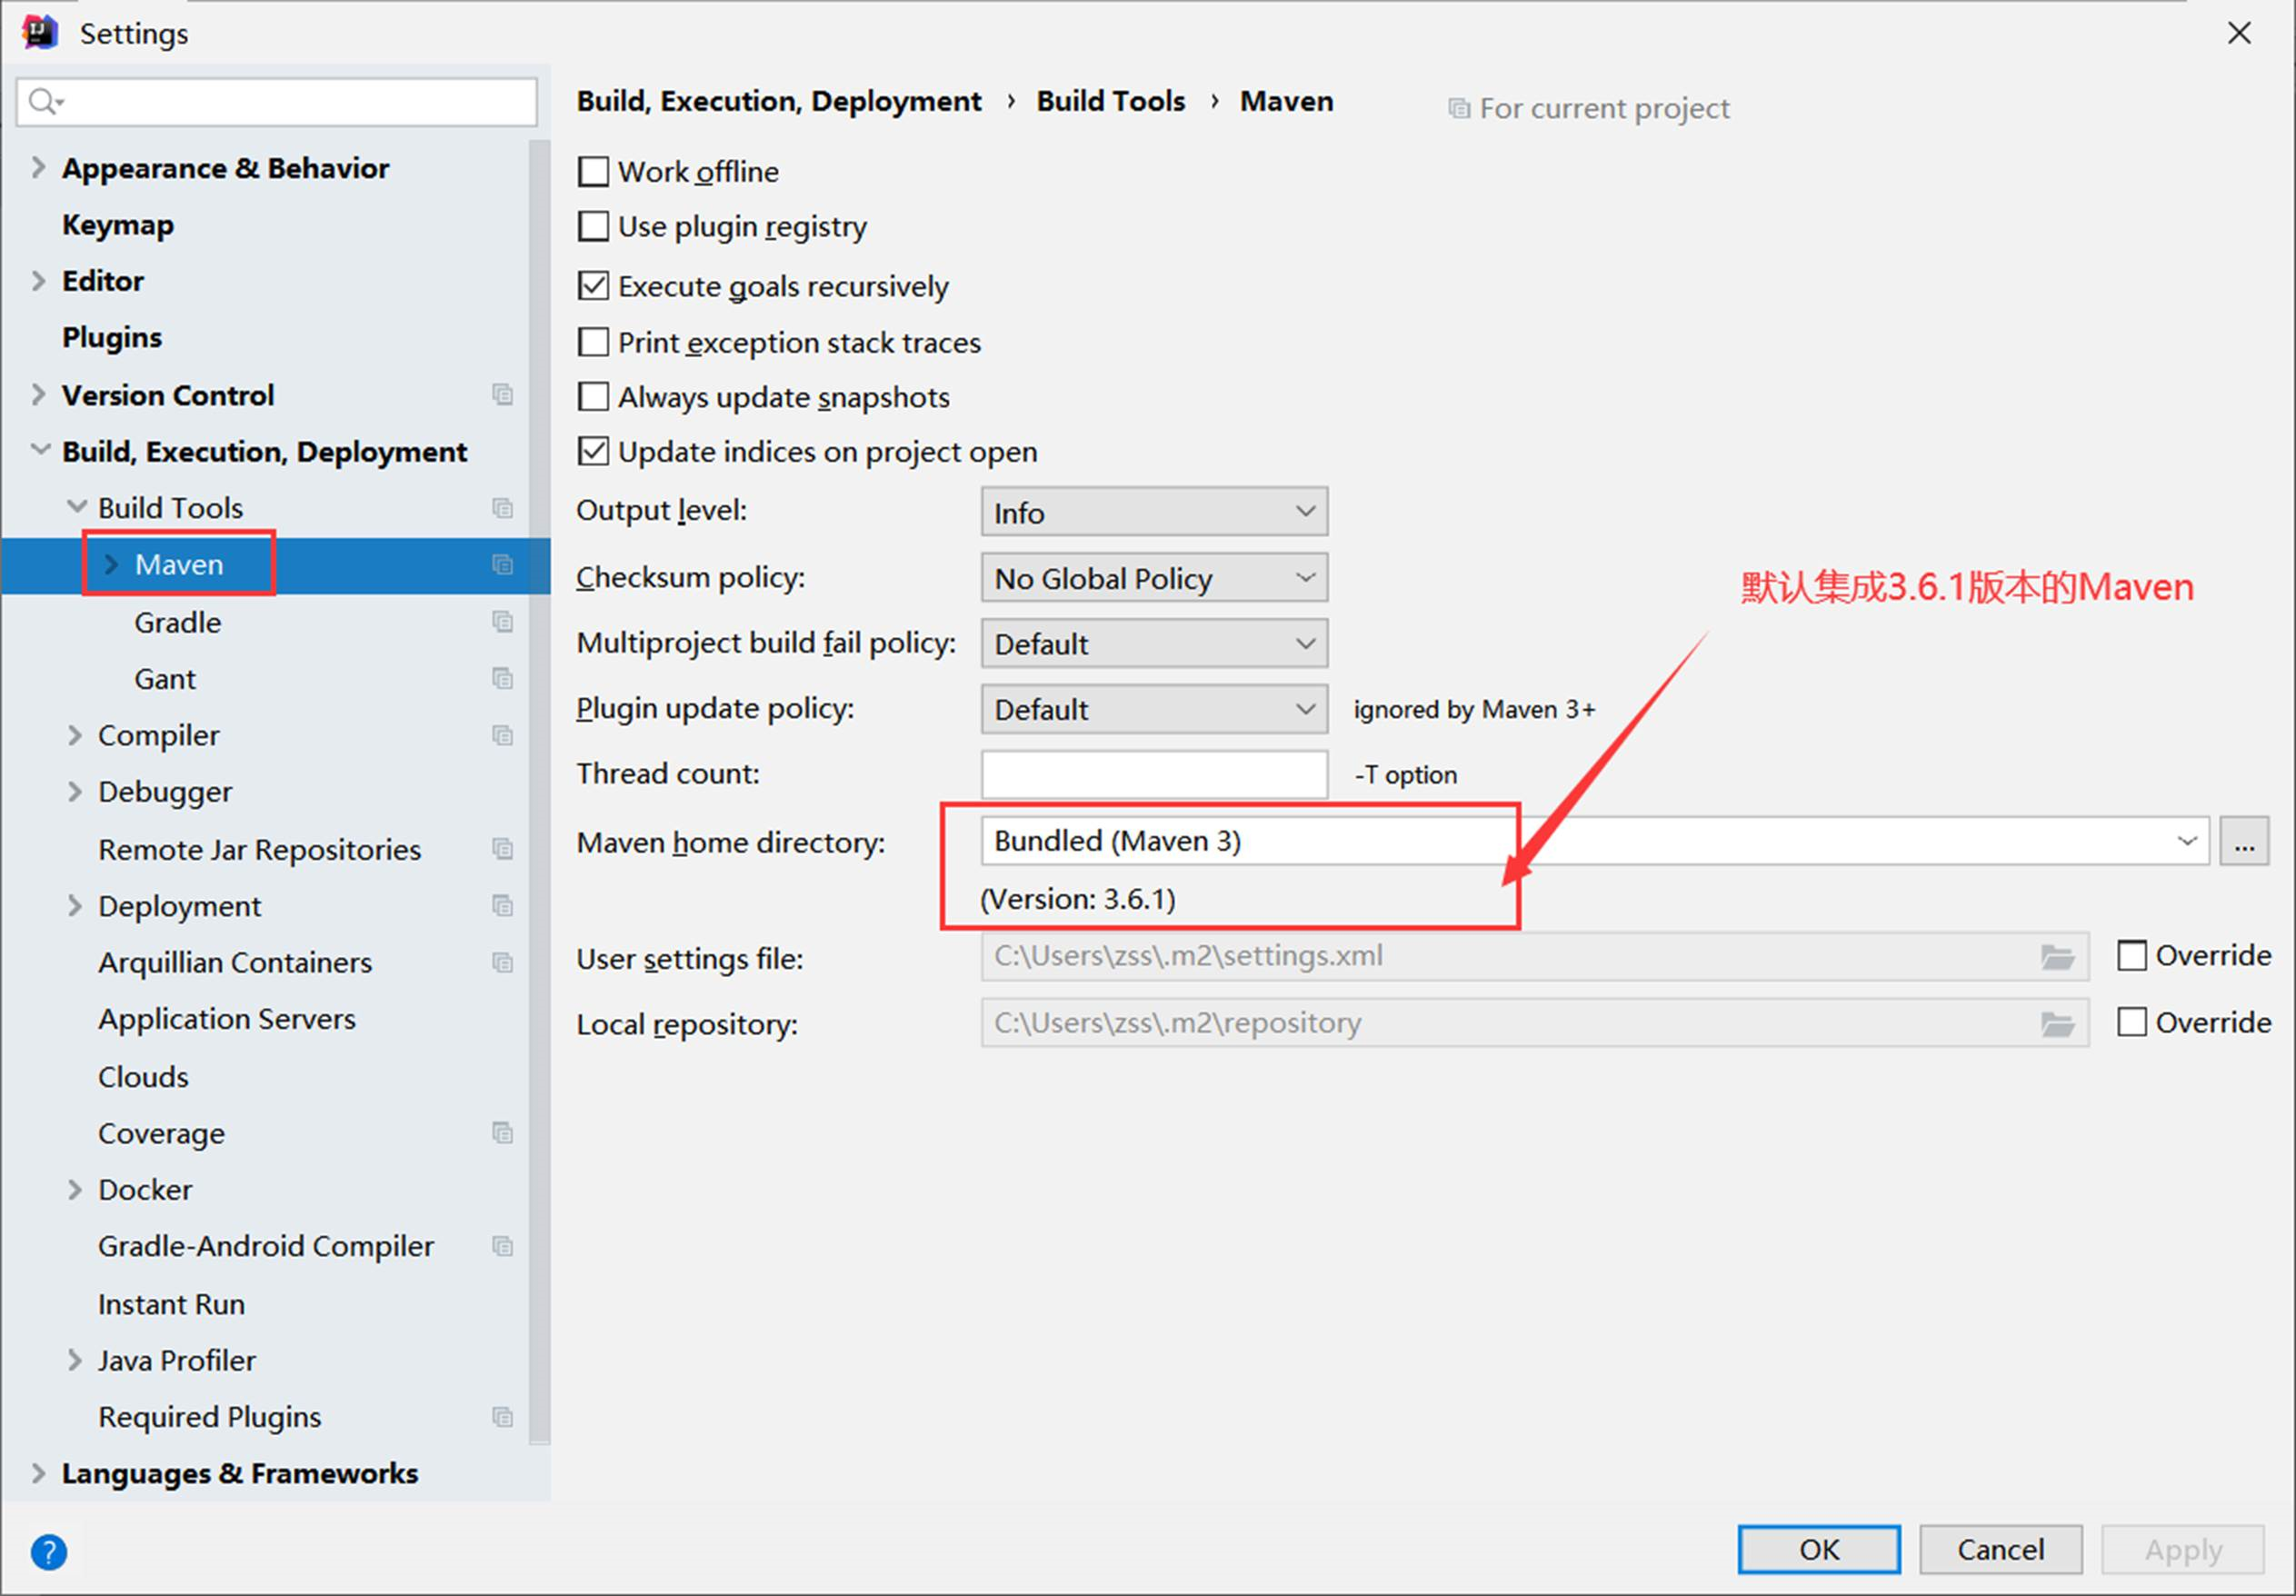 Settings
Appearance & Behavior
Keymap
Editor
Plugins
Version Control
Build, Execution, Deployment
Build Tools
Maven
Gradle
Gant
Compiler
Debugger
Remote Jar Repositories
Deployment
Arquillian Containers
Application Servers
Clouds
Coverage
Docker
Gradle-Android Compiler
Instant Run
Java Profiler
Required Plugins
Languages & Frameworks
Build, Execution, Deployment › Build Tools › Maven For current project
Work offline
Use plugin registry
Execute goals recursively
Print exception stack traces
Always update snapshots
Update indices on project open
Output level: Info
Checksum policy: No Global Policy
默认集成3.6.1版本的Maven
Multiproject build fail policy: Default
Plugin update policy: Default ignored by Maven 3+
Thread count: -T option
Maven home directory: Bundled (Maven 3) ...
(Version: 3.6.1)
User settings file: C:\Users\zss\.m2\settings.xml Override
Local repository: C:\Users\zss\.m2\repository Override
? OK Cancel Apply